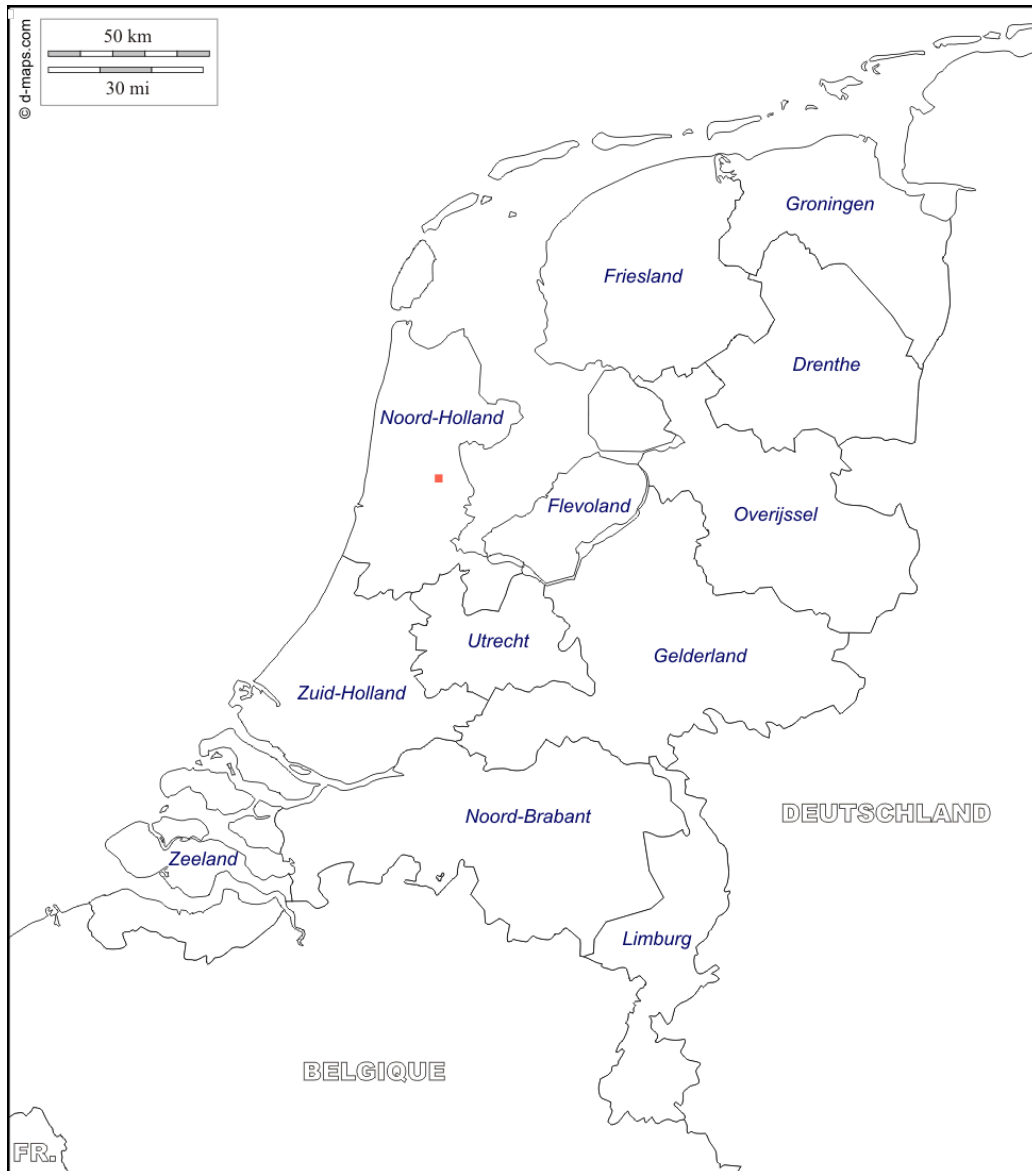 50 km
30 mi
© d-maps.com
Groningen
Friesland
Drenthe
Noord-Holland
Flevoland
Overijssel
Utrecht
Gelderland
Zuid-Holland
DEUTSCHLAND
Noord-Brabant
Zeeland
Limburg
BELGIQUE
FR.